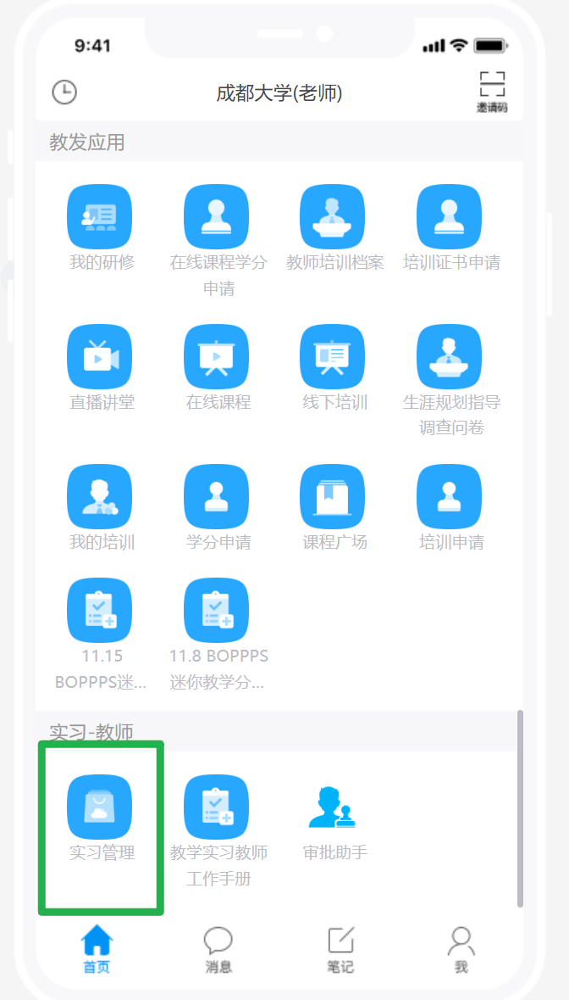 9:41
成都大学(老师)
邀请码
教发应用
我的研修
在线课程学分
申请
教师培训档案
培训证书申请
直播讲堂
在线课程
线下培训
生涯规划指导
调查问卷
我的培训
学分申请
课程广场
培训申请
11.15
BOPPPS迷...
11.8 BOPPPS
迷你教学分...
实习-教师
实习管理
教学实习教师
工作手册
审批助手
首页
消息
笔记
我